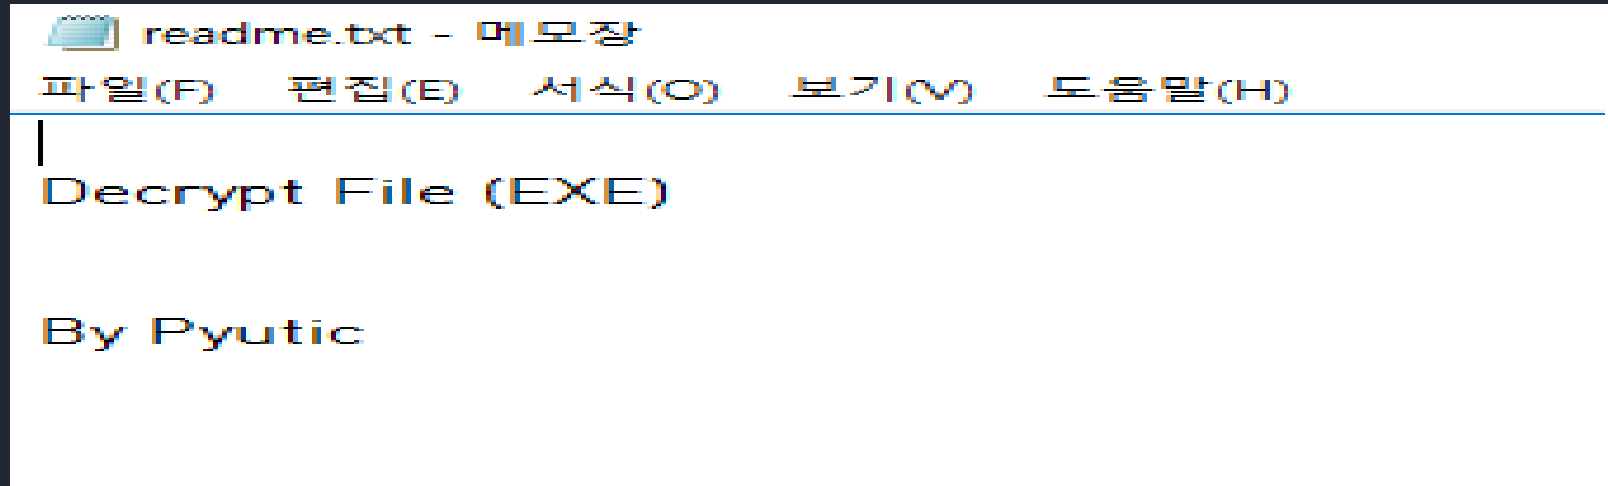 readme.txt - 메모장
파일(F) 편집(E) 서식(O) 보기(V) 도움말(H)
Decrypt File (EXE)
By Pyutic